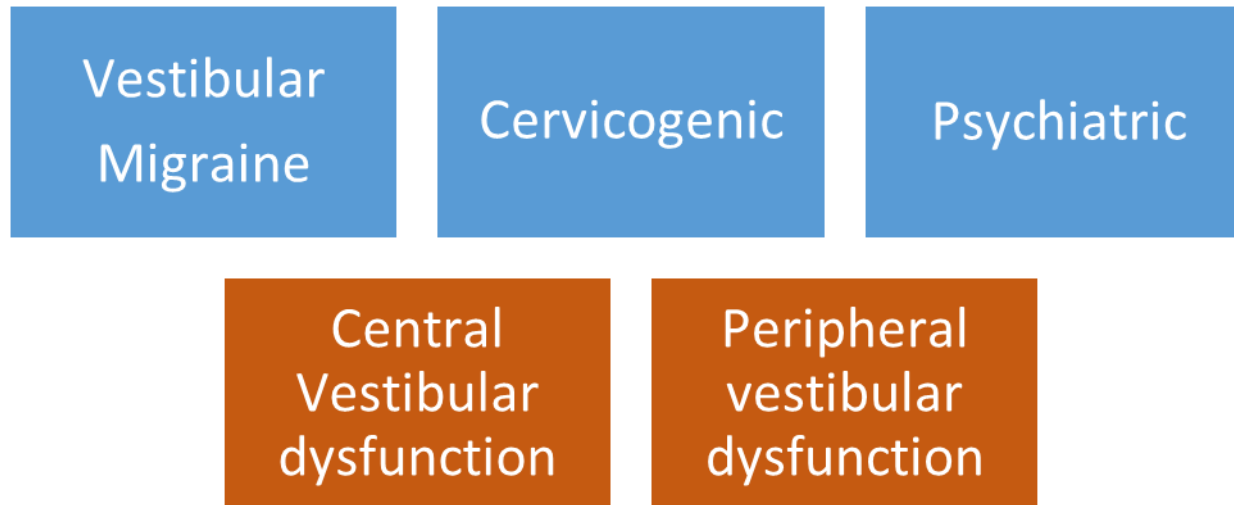 Vestibular
Migraine
Cervicogenic
Psychiatric
Central
Vestibular
dysfunction
Peripheral
vestibular
dysfunction